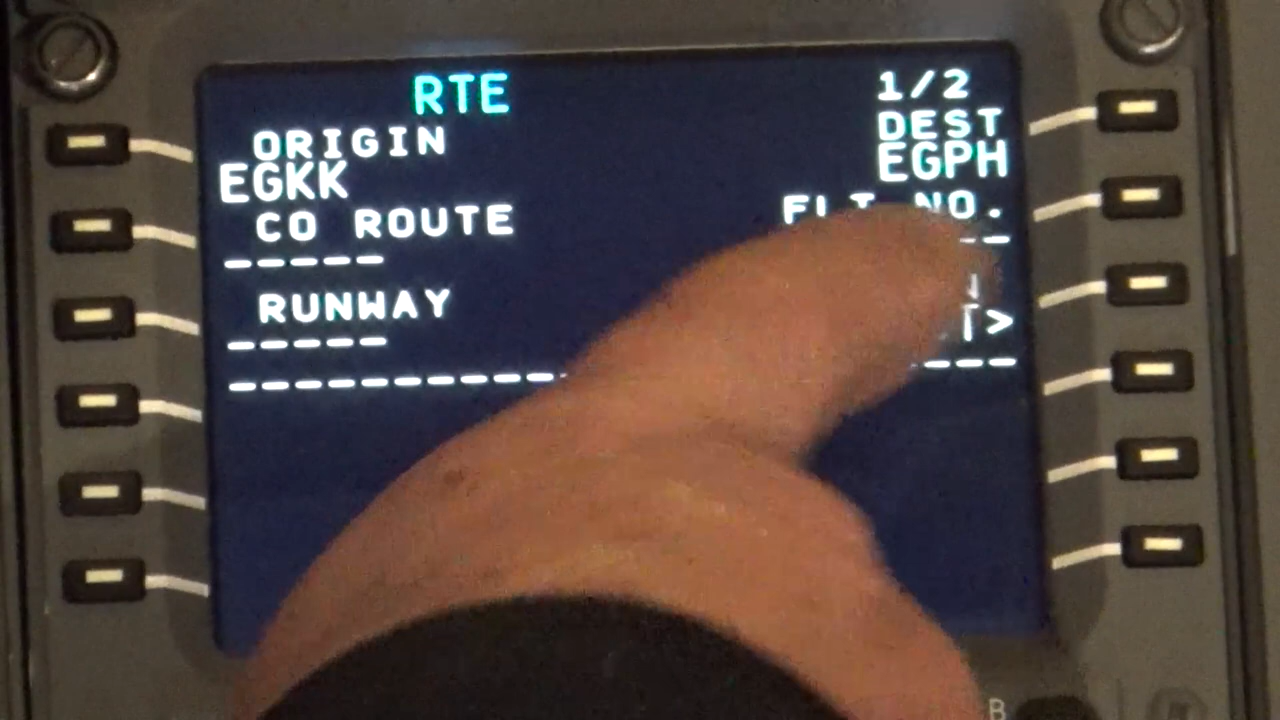 RTE 1/2
ORIGIN DEST
EGKK EGPH
CO ROUTE FLT NO.
----- --
RUNWAY
----- >
----------- ----
B